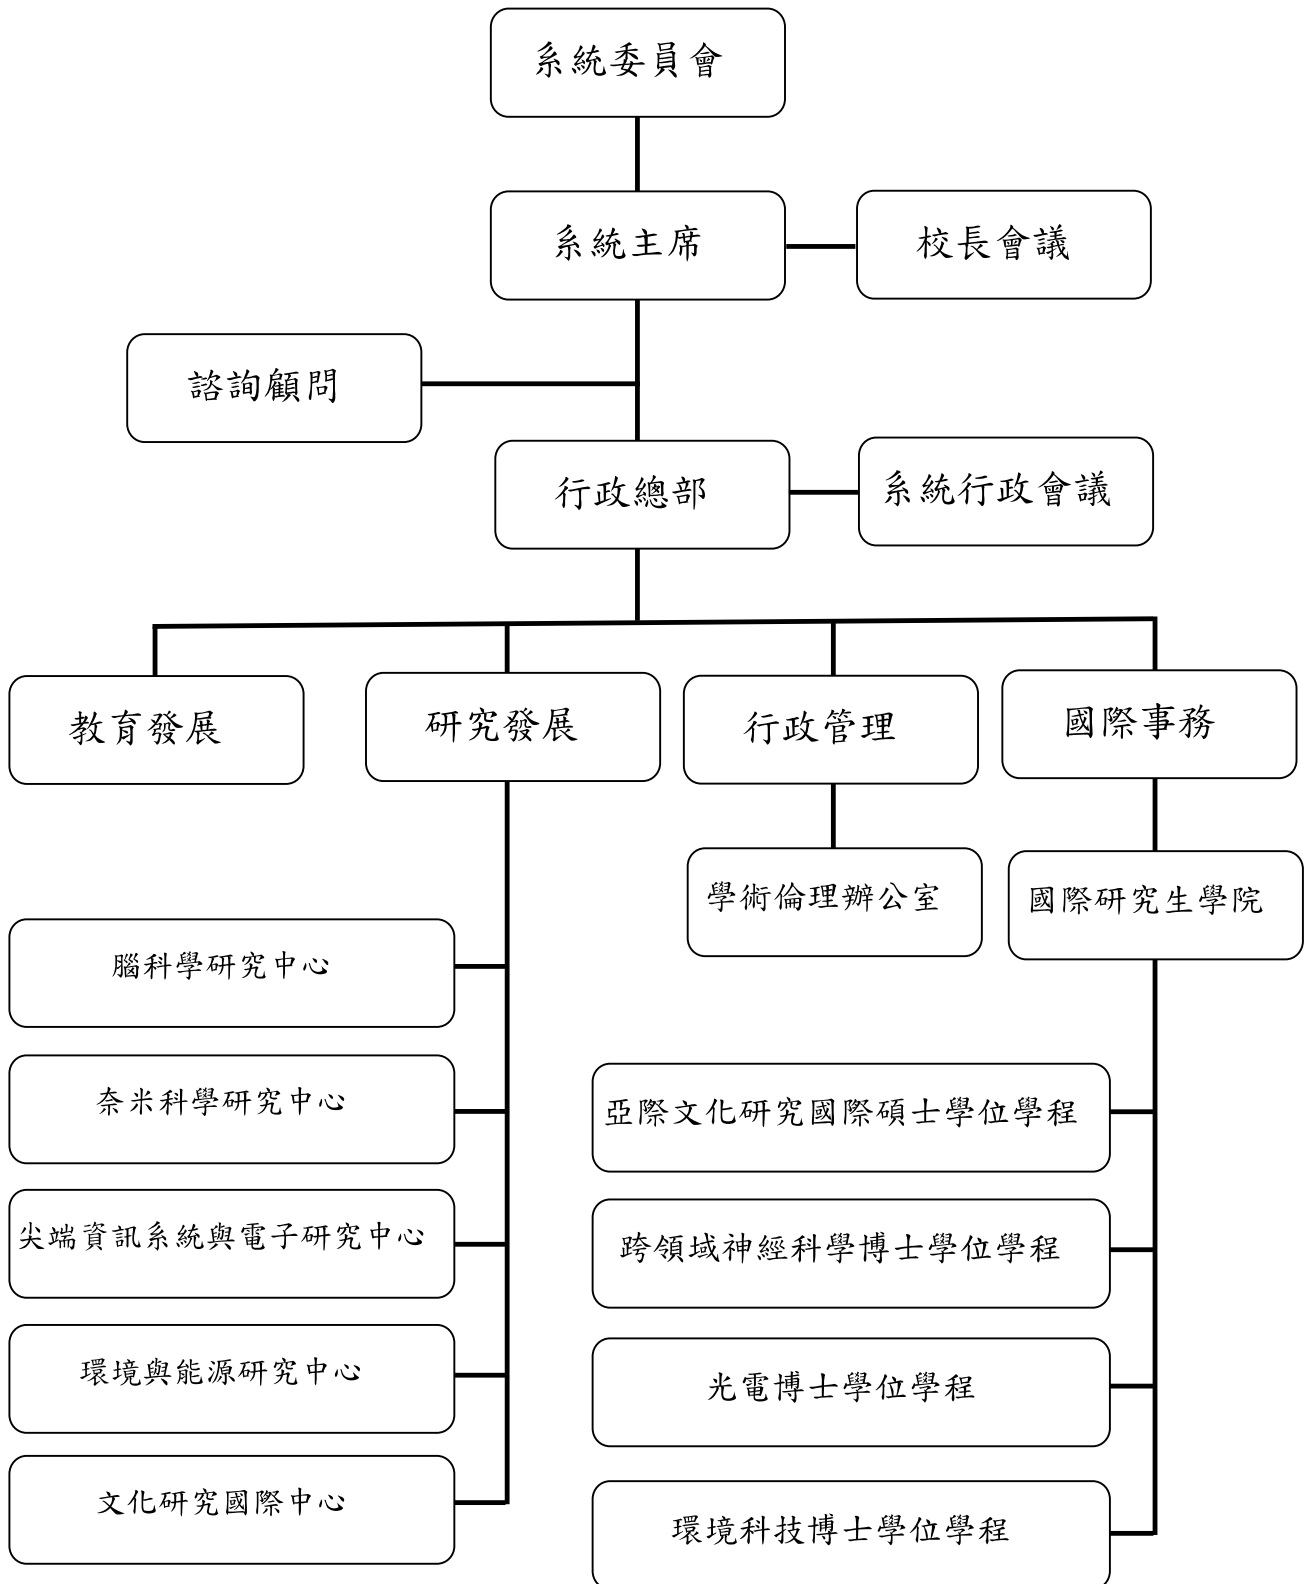 系統委員會
系統主席
校長會議
諮詢顧問
行政總部
系統行政會議
教育發展
研究發展
行政管理
國際事務
學術倫理辦公室
國際研究生學院
腦科學研究中心
奈米科學研究中心
尖端資訊系統與電子研究中心
環境與能源研究中心
文化研究國際中心
亞際文化研究國際碩士學位學程
跨領域神經科學博士學位學程
光電博士學位學程
環境科技博士學位學程